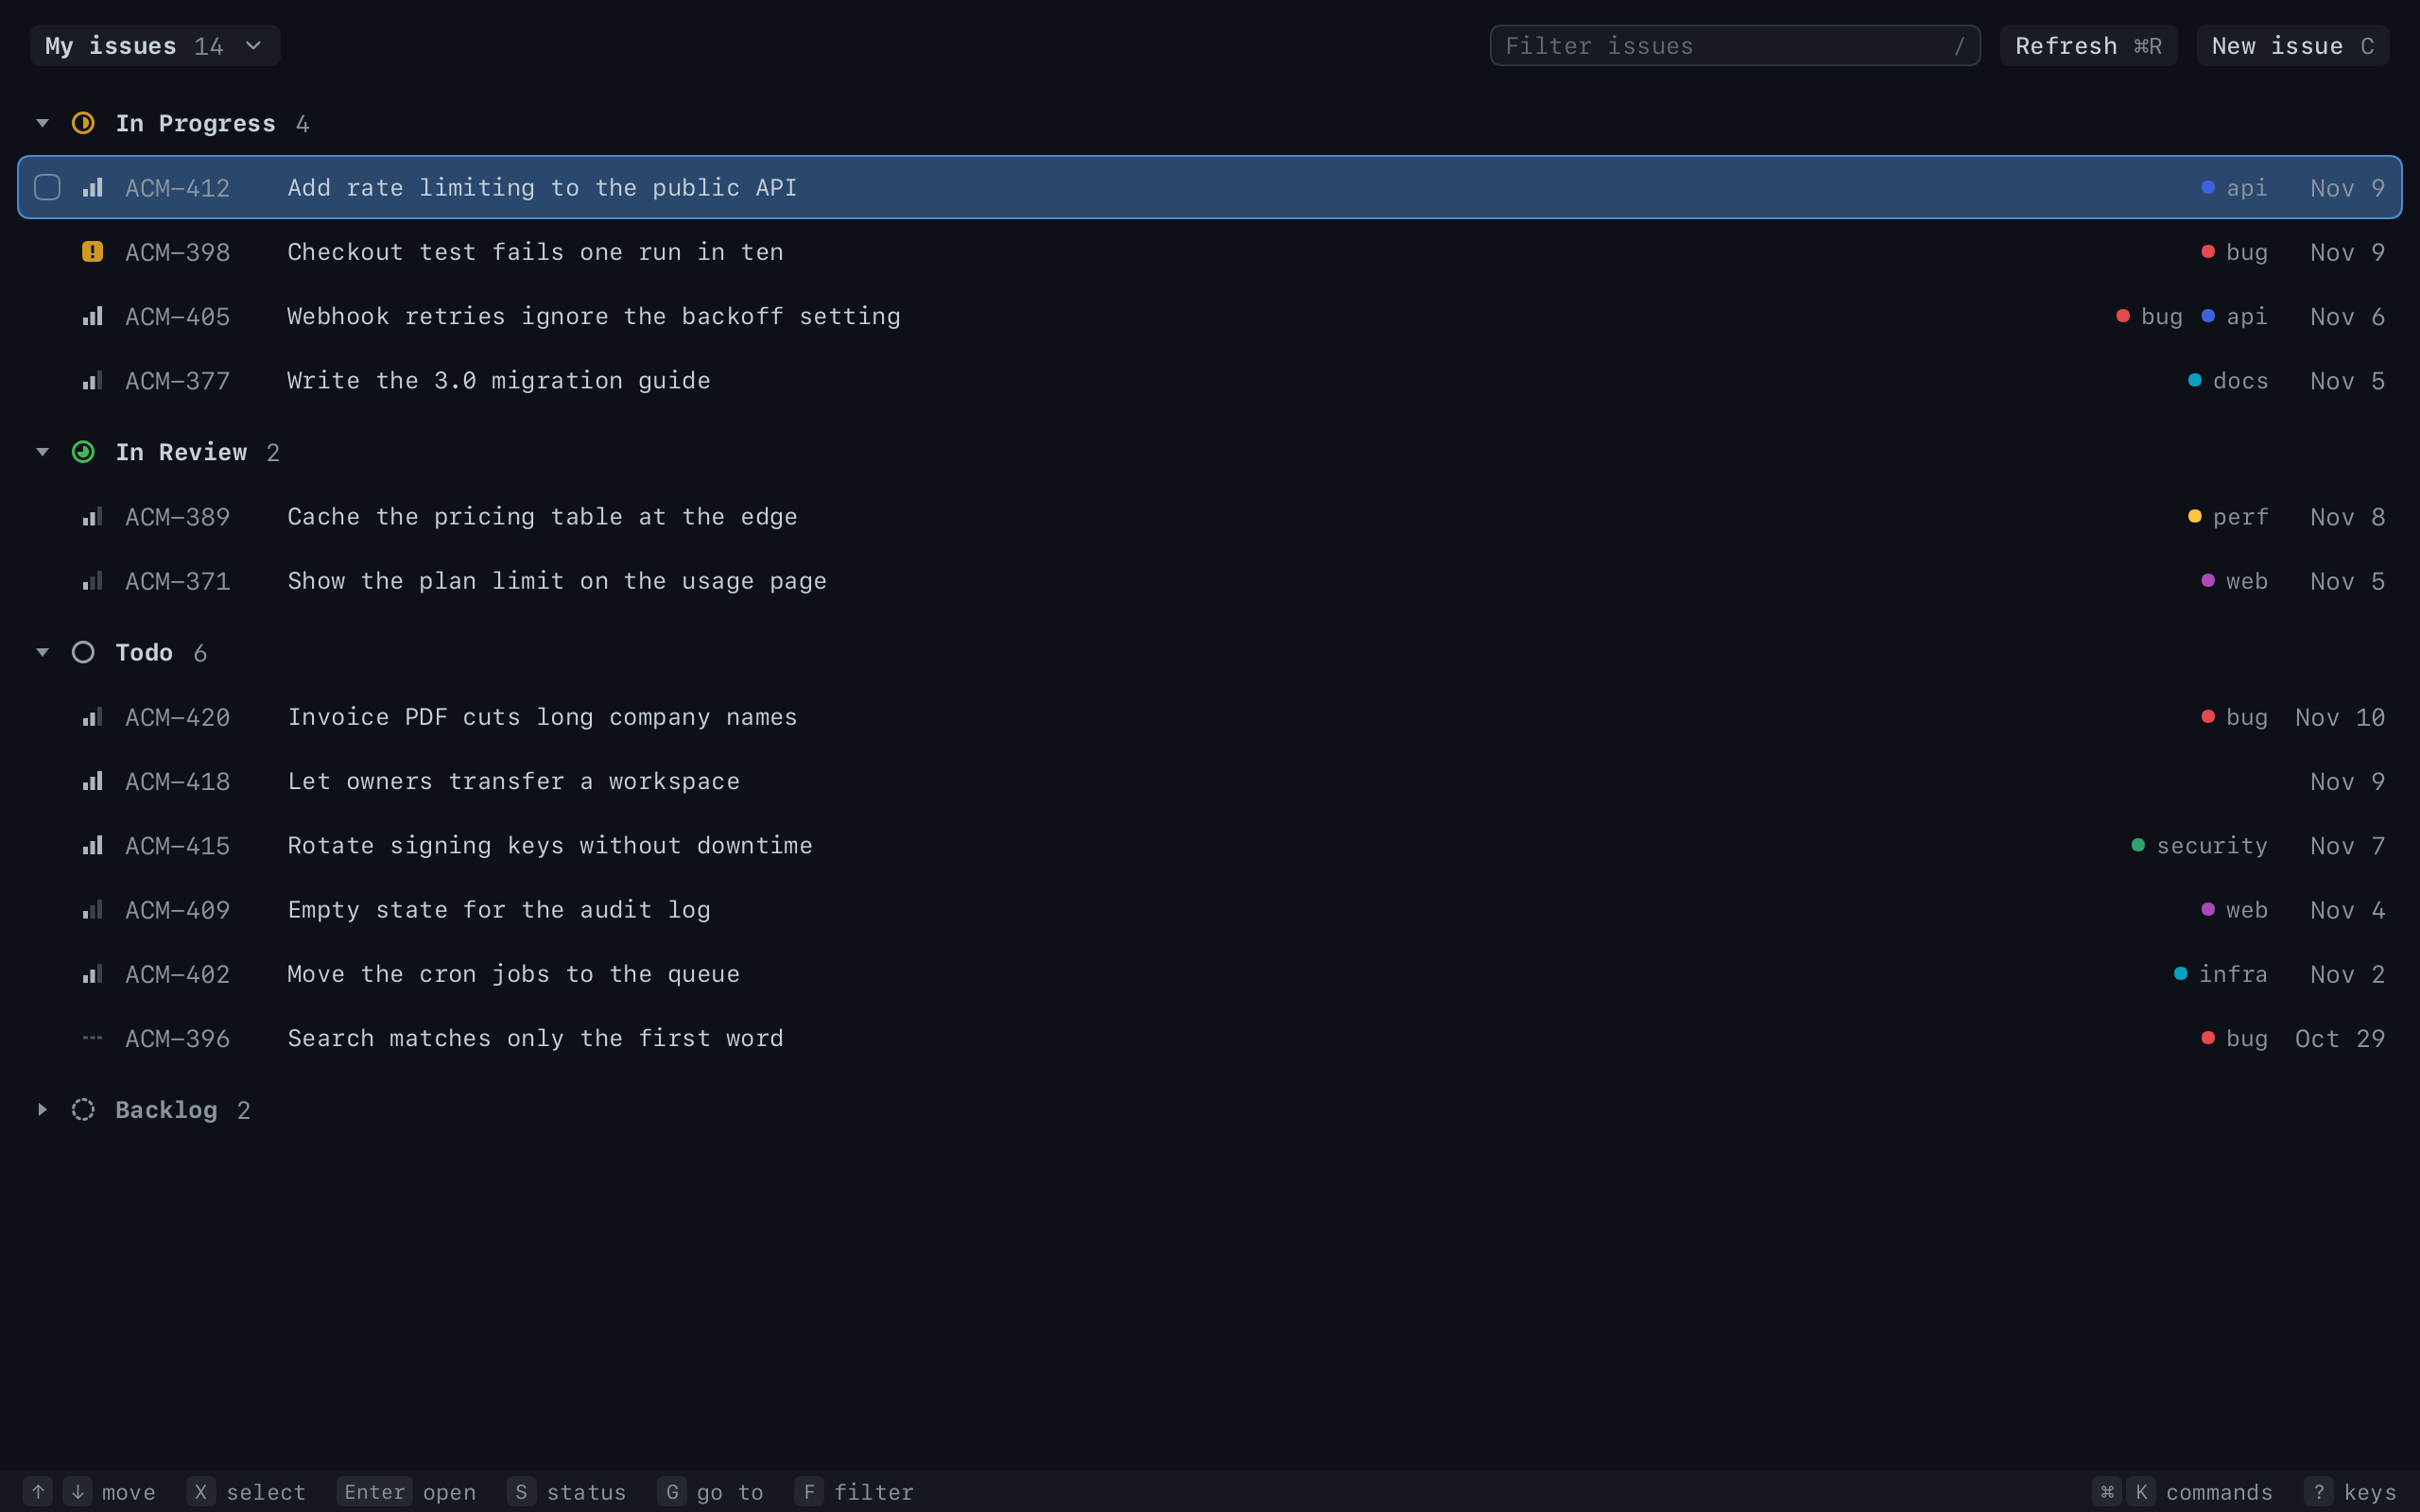 My issues 14 Filter issues / Refresh ⌘R New issue C
In Progress 4
ACM-412 Add rate limiting to the public API api Nov 9
ACM-398 Checkout test fails one run in ten bug Nov 9
ACM-405 Webhook retries ignore the backoff setting bug api Nov 6
ACM-377 Write the 3.0 migration guide docs Nov 5
In Review 2
ACM-389 Cache the pricing table at the edge perf Nov 8
ACM-371 Show the plan limit on the usage page web Nov 5
Todo 6
ACM-420 Invoice PDF cuts long company names bug Nov 10
ACM-418 Let owners transfer a workspace Nov 9
ACM-415 Rotate signing keys without downtime security Nov 7
ACM-409 Empty state for the audit log web Nov 4
ACM-402 Move the cron jobs to the queue infra Nov 2
ACM-396 Search matches only the first word bug Oct 29
Backlog 2
↑ ↓ move X select Enter open S status G go to F filter ⌘ K commands ? keys